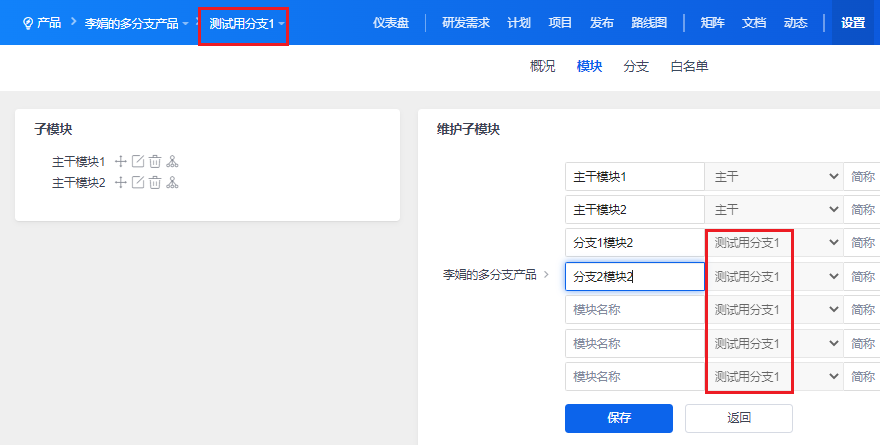 产品 > 李娟的多分支产品 > 测试用分支1 仪表盘 研发需求 计划 项目 发布 路线图 矩阵 文档 动态 设置
概况 模块 分支 白名单
子模块
主干模块1
主干模块2
维护子模块
主干模块1 主干 简称
主干模块2 主干 简称
分支1模块2 测试用分支1 简称
李娟的多分支产品 > 分支2模块2 测试用分支1 简称
模块名称 测试用分支1 简称
模块名称 测试用分支1 简称
模块名称 测试用分支1 简称
保存 返回